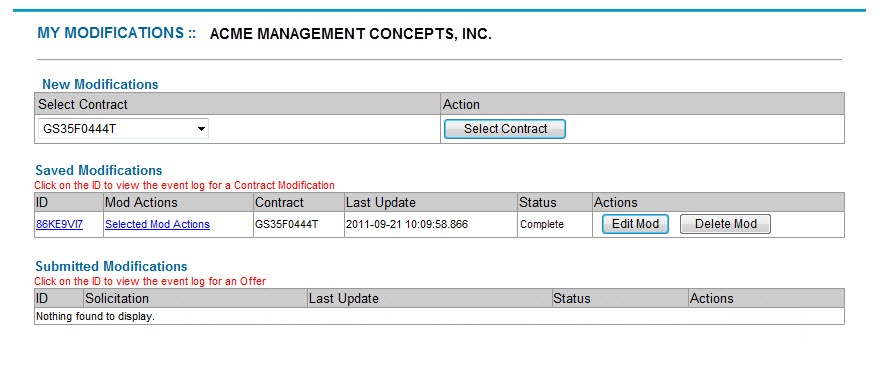 MY MODIFICATIONS :: ACME MANAGEMENT CONCEPTS, INC.
New Modifications
Select Contract Action
GS35F0444T Select Contract
Saved Modifications
Click on the ID to view the event log for a Contract Modification
ID Mod Actions Contract Last Update Status Actions
86KE9VI7 Selected Mod Actions GS35F0444T 2011-09-21 10:09:58.866 Complete Edit Mod Delete Mod
Submitted Modifications
Click on the ID to view the event log for an Offer
ID Solicitation Last Update Status Actions
Nothing found to display.